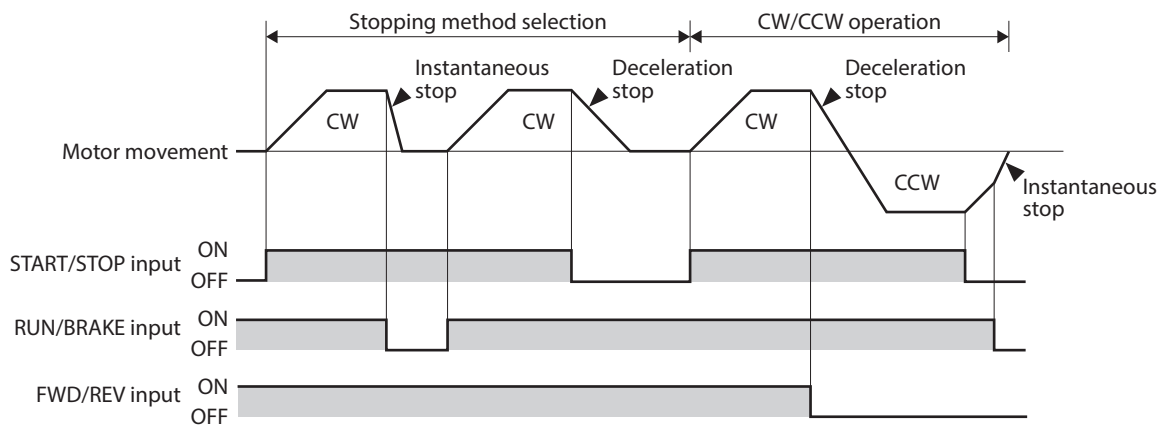 Stopping method selection
CW/CCW operation
Instantaneous
stop
Deceleration
stop
Deceleration
stop
CW
CW
CW
Motor movement
CCW
Instantaneous
stop
START/STOP input
ON
OFF
RUN/BRAKE input
ON
OFF
FWD/REV input
ON
OFF